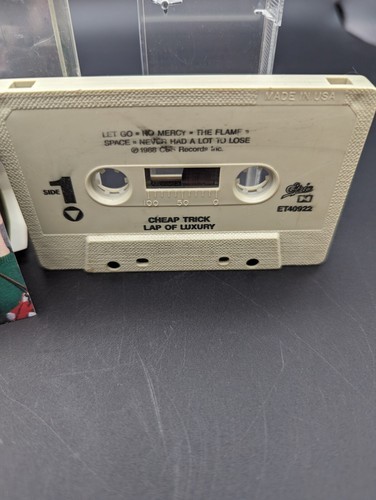 MADE IN U.S.A.
LET GO • NO MERCY • THE FLAME •
SPACE • NEVER HAD A LOT TO LOSE
℗ 1988 CBS Records Inc.
SIDE 1
Epic
100 50 0
ET40922
CHEAP TRICK
LAP OF LUXURY